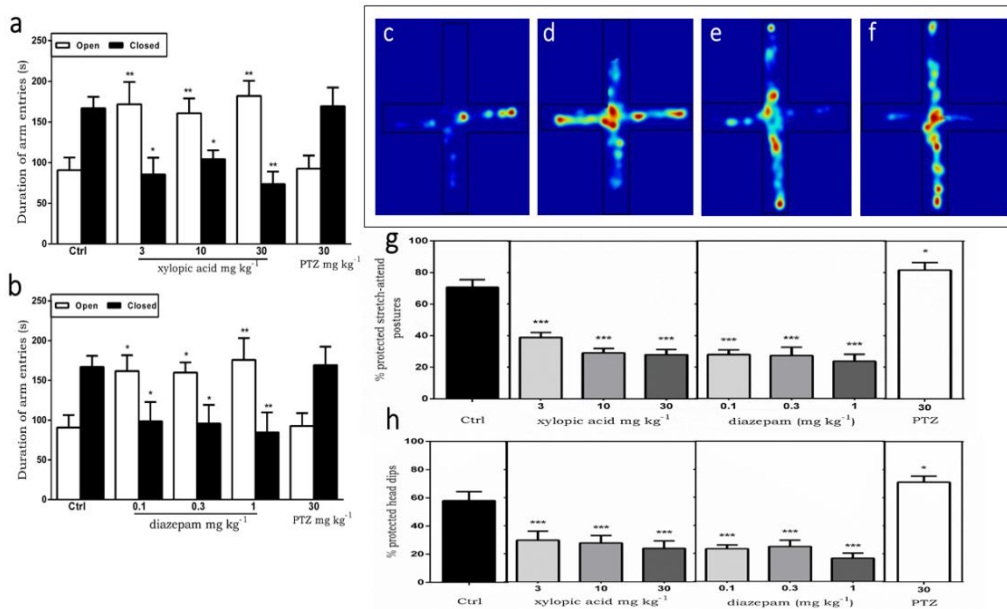 a
Open Closed
250
200
150
100
50
0
Duration of arm entries (s)
** ** **
* * **
Ctrl 3 10 30 30
xylopic acid mg kg-1 PTZ mg kg-1
b
Open Closed
250
200
150
100
50
0
Duration of arm entries (s)
* * **
* * **
Ctrl 0.1 0.3 1 30
diazepam mg kg-1 PTZ mg kg-1
c d e f
g
100
80
60
40
20
0
% protected stretch-attend
postures
*** *** *** *** *** *** *
3 10 30 0.1 0.3 1 30
Ctrl xylopic acid mg kg-1 diazepam (mg kg-1) PTZ
h
100
80
60
40
20
0
% protected head dips
*** *** *** *** *** *** *
3 10 30 0.1 0.3 1 30
Ctrl xylopic acid mg kg-1 diazepam (mg kg-1) PTZ